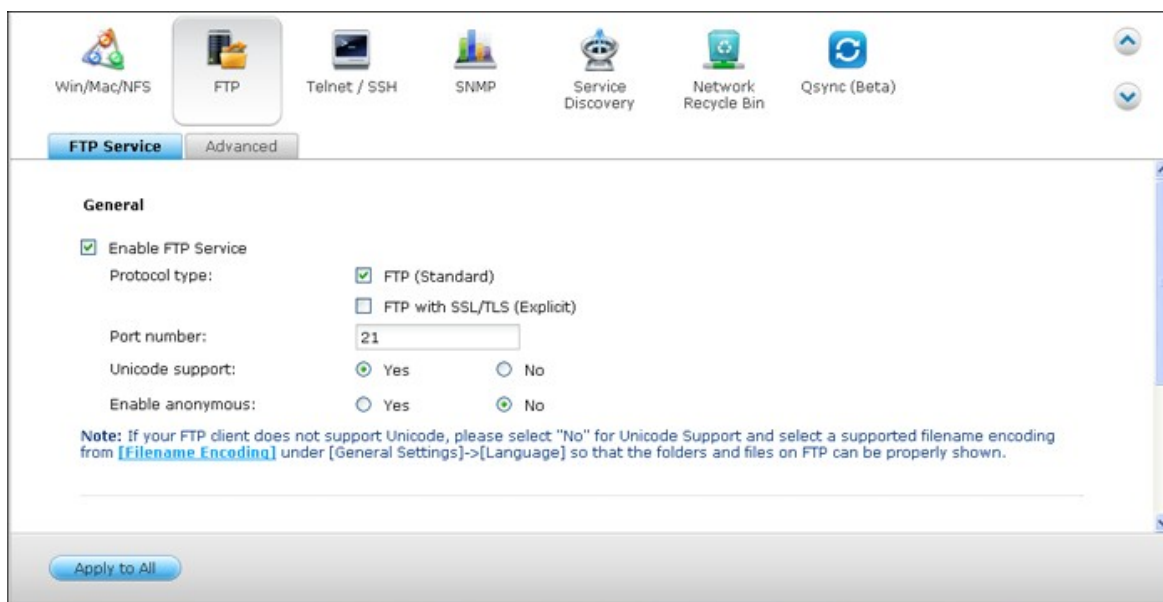 Win/Mac/NFS
FTP
Telnet / SSH
SNMP
Service
Discovery
Network
Recycle Bin
Qsync (Beta)
FTP Service
Advanced
General
Enable FTP Service
Protocol type:
FTP (Standard)
FTP with SSL/TLS (Explicit)
Port number:
21
Unicode support:
Yes
No
Enable anonymous:
Yes
No
Note: If your FTP client does not support Unicode, please select "No" for Unicode Support and select a supported filename encoding
from [Filename Encoding] under [General Settings]->[Language] so that the folders and files on FTP can be properly shown.
Apply to All